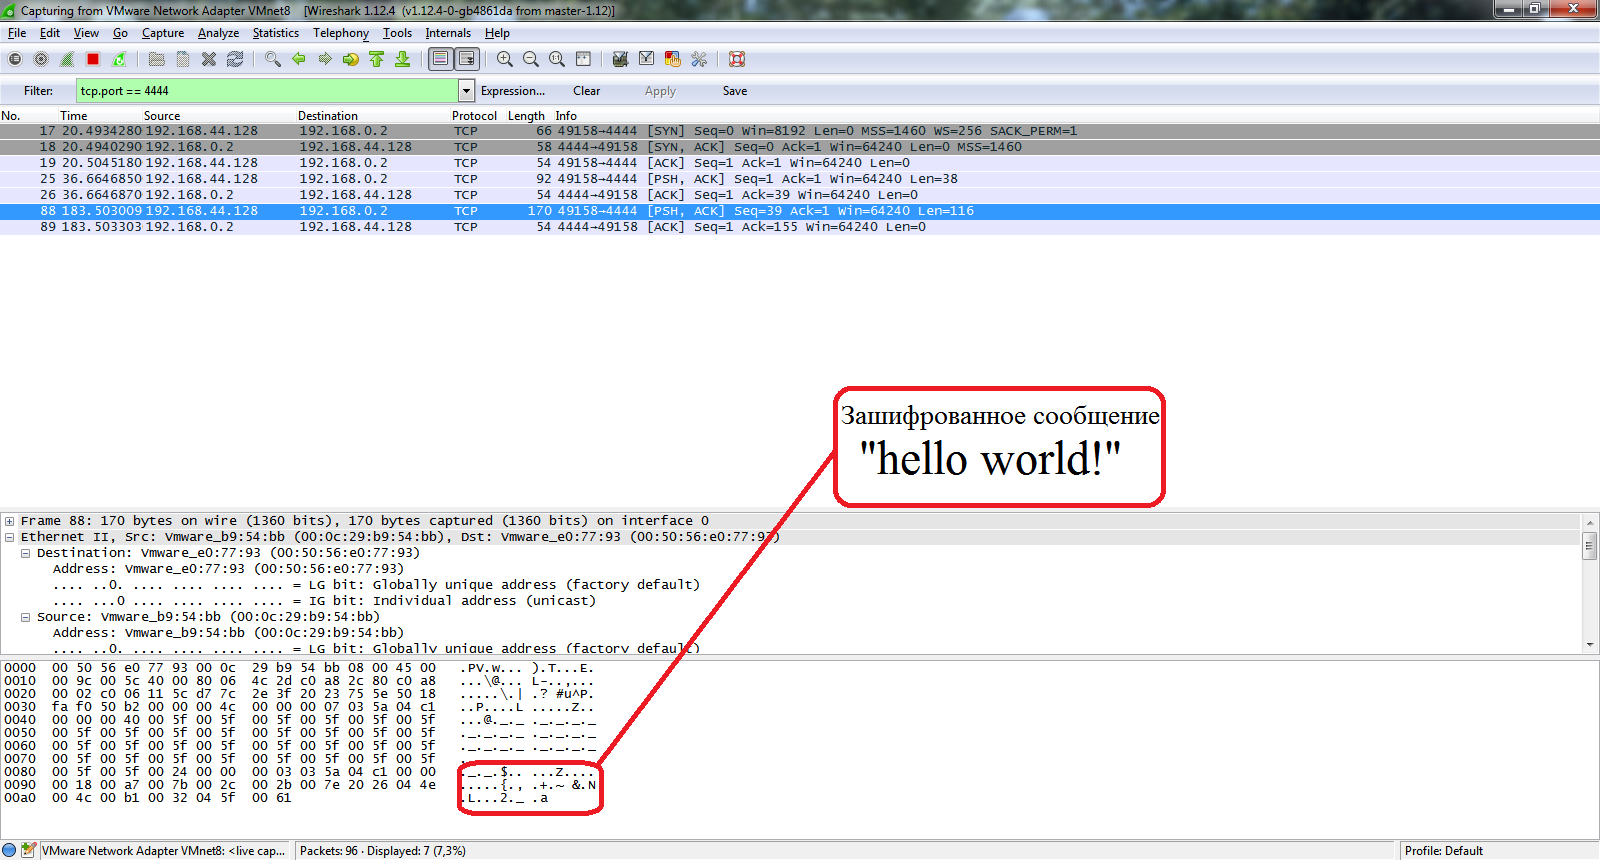 Capturing from VMware Network Adapter VMnet8 [Wireshark 1.12.4 (v1.12.4-0-gb4861da from master-1.12)]
File Edit View Go Capture Analyze Statistics Telephony Tools Internals Help
Filter: tcp.port == 4444 Expression... Clear Apply Save
No. Time Source Destination Protocol Length Info
17 20.4934280 192.168.44.128 192.168.0.2 TCP 66 49158→4444 [SYN] Seq=0 Win=8192 Len=0 MSS=1460 WS=256 SACK_PERM=1
18 20.4940290 192.168.0.2 192.168.44.128 TCP 58 4444→49158 [SYN, ACK] Seq=0 Ack=1 Win=64240 Len=0 MSS=1460
19 20.5045180 192.168.44.128 192.168.0.2 TCP 54 49158→4444 [ACK] Seq=1 Ack=1 Win=64240 Len=0
25 36.6646850 192.168.44.128 192.168.0.2 TCP 92 49158→4444 [PSH, ACK] Seq=1 Ack=1 Win=64240 Len=38
26 36.6646870 192.168.0.2 192.168.44.128 TCP 54 4444→49158 [ACK] Seq=1 Ack=39 Win=64240 Len=0
88 183.503009 192.168.44.128 192.168.0.2 TCP 170 49158→4444 [PSH, ACK] Seq=39 Ack=1 Win=64240 Len=116
89 183.503303 192.168.0.2 192.168.44.128 TCP 54 4444→49158 [ACK] Seq=1 Ack=155 Win=64240 Len=0
Зашифрованное сообщение
"hello world!"
Frame 88: 170 bytes on wire (1360 bits), 170 bytes captured (1360 bits) on interface 0
Ethernet II, Src: Vmware_b9:54:bb (00:0c:29:b9:54:bb), Dst: Vmware_e0:77:93 (00:50:56:e0:77:93)
Destination: Vmware_e0:77:93 (00:50:56:e0:77:93)
Address: Vmware_e0:77:93 (00:50:56:e0:77:93)
.... ..0. .... .... .... .... = LG bit: Globally unique address (factory default)
.... ...0 .... .... .... .... = IG bit: Individual address (unicast)
Source: Vmware_b9:54:bb (00:0c:29:b9:54:bb)
Address: Vmware_b9:54:bb (00:0c:29:b9:54:bb)
.... ..0. .... .... .... .... = LG bit: Globally unique address (factory default)
0000 00 50 56 e0 77 93 00 0c 29 b9 54 bb 08 00 45 00 .PV.w... ).T...E.
0010 00 9c 00 5c 40 00 80 06 4c 2d c0 a8 2c 80 c0 a8 ...\@... L-..,...
0020 00 02 c0 06 11 5c d7 7c 2e 3f 20 23 75 5e 50 18 .....\.| .? #u^P.
0030 fa f0 50 b2 00 00 00 4c 00 00 00 07 03 5a 04 c1 ..P....L .....Z..
0040 00 00 00 40 00 5f 00 5f 00 5f 00 5f 00 5f 00 5f ...@._._ ._._._._
0050 00 5f 00 5f 00 5f 00 5f 00 5f 00 5f 00 5f 00 5f ._._._._ ._._._._
0060 00 5f 00 5f 00 5f 00 5f 00 5f 00 5f 00 5f 00 5f ._._._._ ._._._._
0070 00 5f 00 5f 00 5f 00 5f 00 5f 00 5f 00 5f 00 5f
0080 00 5f 00 5f 00 24 00 00 00 03 03 5a 04 c1 00 00 ._._.$.. ...Z....
0090 00 18 00 a7 00 7b 00 2c 00 2b 00 7e 20 26 04 4e .....{., .+.~ &.N
00a0 00 4c 00 b1 00 32 04 5f 00 61 .L...2._ .a
VMware Network Adapter VMnet8: <live cap... Packets: 96 · Displayed: 7 (7,3%) Profile: Default